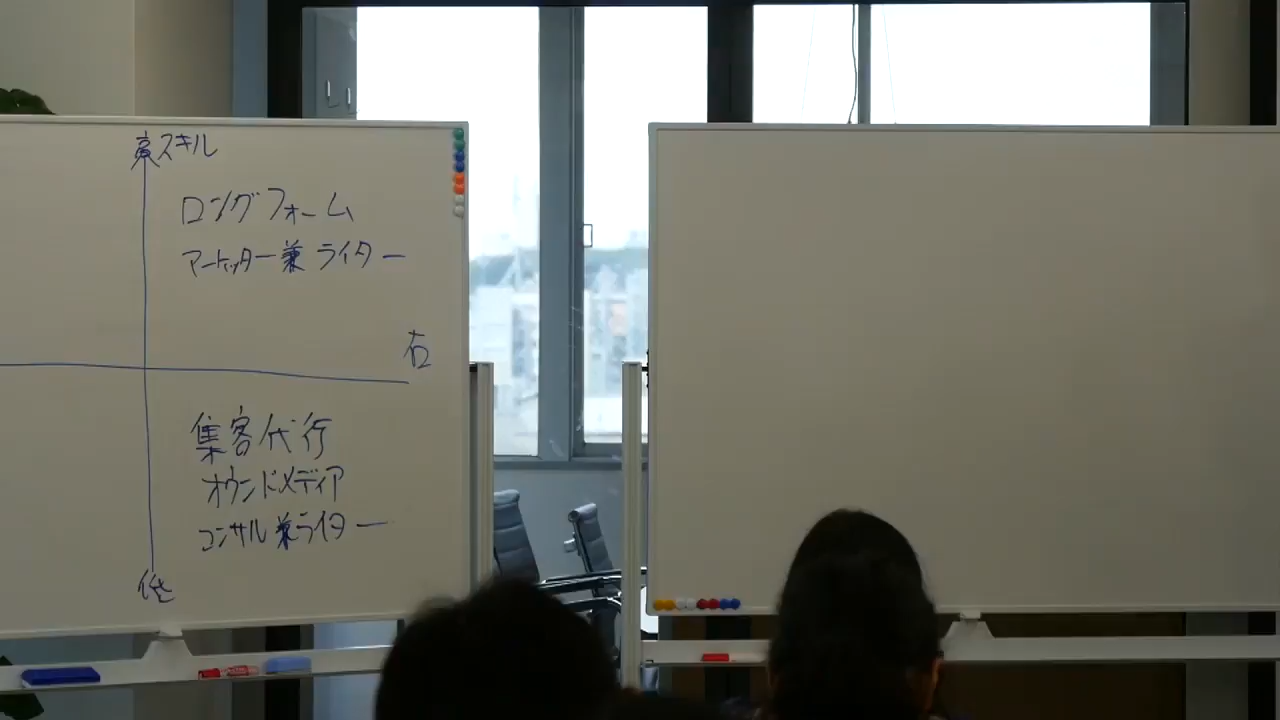 高スキル
ロングフォーム
マーケッター兼ライター
右
集客代行
オウンドメディア
コンサル兼ライター
低